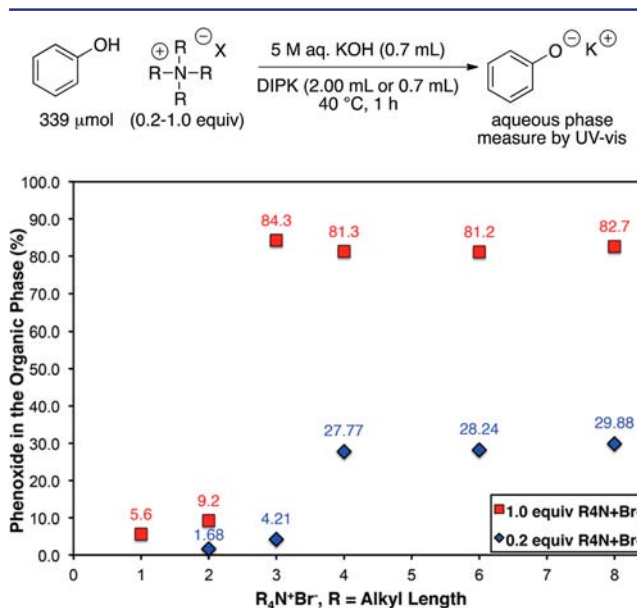 OH
R
⊕ ⊖X
R-N-R
R
339 μmol (0.2-1.0 equiv)
5 M aq. KOH (0.7 mL)
DIPK (2.00 mL or 0.7 mL)
40 °C, 1 h
O⊖ K⊕
aqueous phase
measure by UV-vis
Phenoxide in the Organic Phase (%)
100.0
90.0
80.0
70.0
60.0
50.0
40.0
30.0
20.0
10.0
0.0
84.3
81.3
81.2
82.7
27.77
28.24
29.88
5.6
9.2
1.68
4.21
1.0 equiv R4N+Br-
0.2 equiv R4N+Br-
0 1 2 3 4 5 6 7 8
R₄N⁺Br⁻, R = Alkyl Length